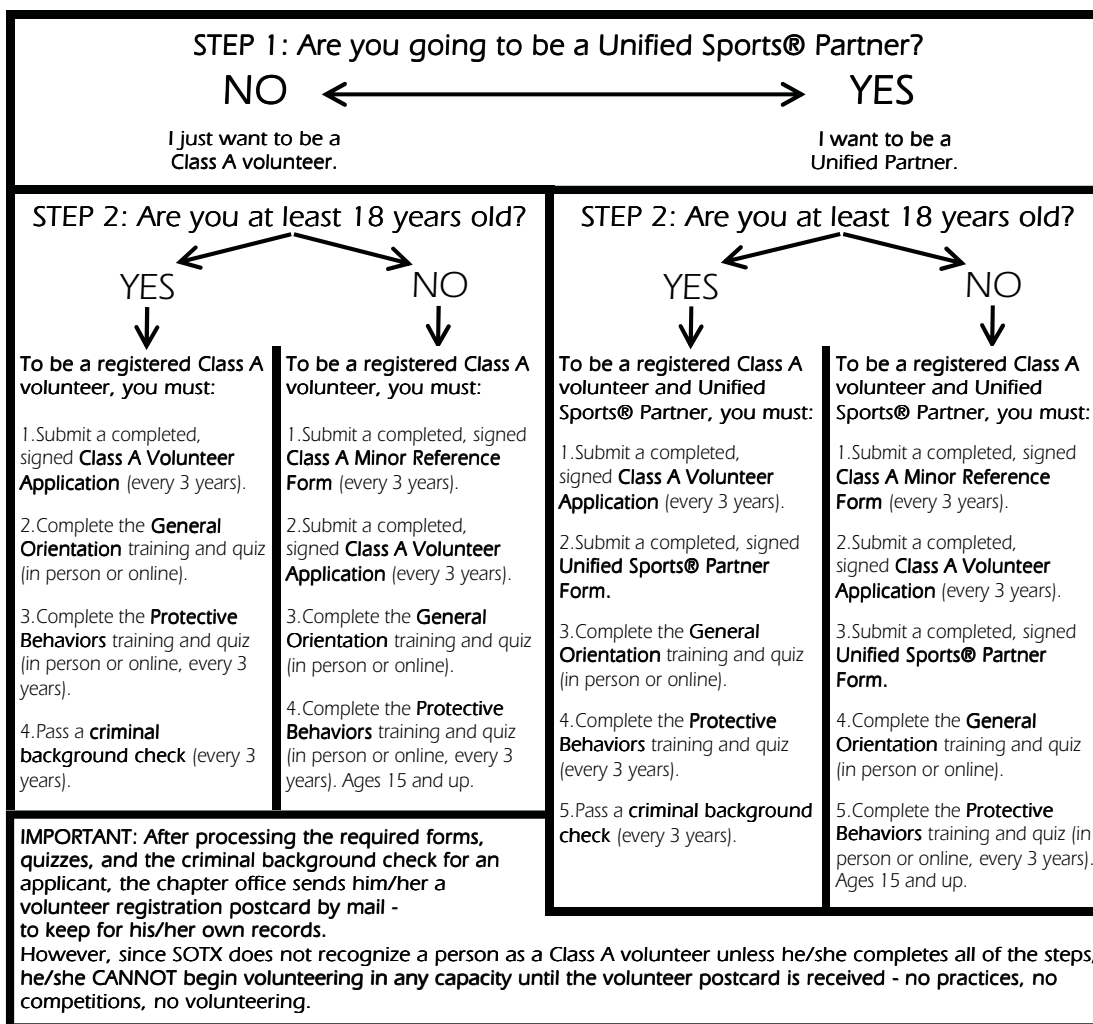 STEP 1: Are you going to be a Unified Sports® Partner?
NO
YES
I just want to be a
Class A volunteer.
I want to be a
Unified Partner.
STEP 2: Are you at least 18 years old?
YES
NO
To be a registered Class A
volunteer, you must:
1.Submit a completed,
signed Class A Volunteer
Application (every 3 years).
2.Complete the General
Orientation training and quiz
(in person or online).
3.Complete the Protective
Behaviors training and quiz
(in person or online, every 3
years).
4.Pass a criminal
background check (every 3
years).
To be a registered Class A
volunteer, you must:
1.Submit a completed, signed
Class A Minor Reference
Form (every 3 years).
2.Submit a completed,
signed Class A Volunteer
Application (every 3 years).
3.Complete the General
Orientation training and quiz
(in person or online).
4.Complete the Protective
Behaviors training and quiz
(in person or online, every 3
years). Ages 15 and up.
STEP 2: Are you at least 18 years old?
YES
NO
To be a registered Class A
volunteer and Unified
Sports® Partner, you must:
1.Submit a completed,
signed Class A Volunteer
Application (every 3 years).
2.Submit a completed, signed
Unified Sports® Partner
Form.
3.Complete the General
Orientation training and quiz
(in person or online).
4.Complete the Protective
Behaviors training and quiz
(every 3 years).
5.Pass a criminal background
check (every 3 years).
To be a registered Class A
volunteer and Unified
Sports® Partner, you must:
1.Submit a completed, signed
Class A Minor Reference
Form (every 3 years).
2.Submit a completed,
signed Class A Volunteer
Application (every 3 years).
3.Submit a completed, signed
Unified Sports® Partner
Form.
4.Complete the General
Orientation training and quiz
(in person or online).
5.Complete the Protective
Behaviors training and quiz (in
person or online, every 3 years).
Ages 15 and up.
IMPORTANT: After processing the required forms,
quizzes, and the criminal background check for an
applicant, the chapter office sends him/her a
volunteer registration postcard by mail -
to keep for his/her own records.
However, since SOTX does not recognize a person as a Class A volunteer unless he/she completes all of the steps,
he/she CANNOT begin volunteering in any capacity until the volunteer postcard is received - no practices, no
competitions, no volunteering.